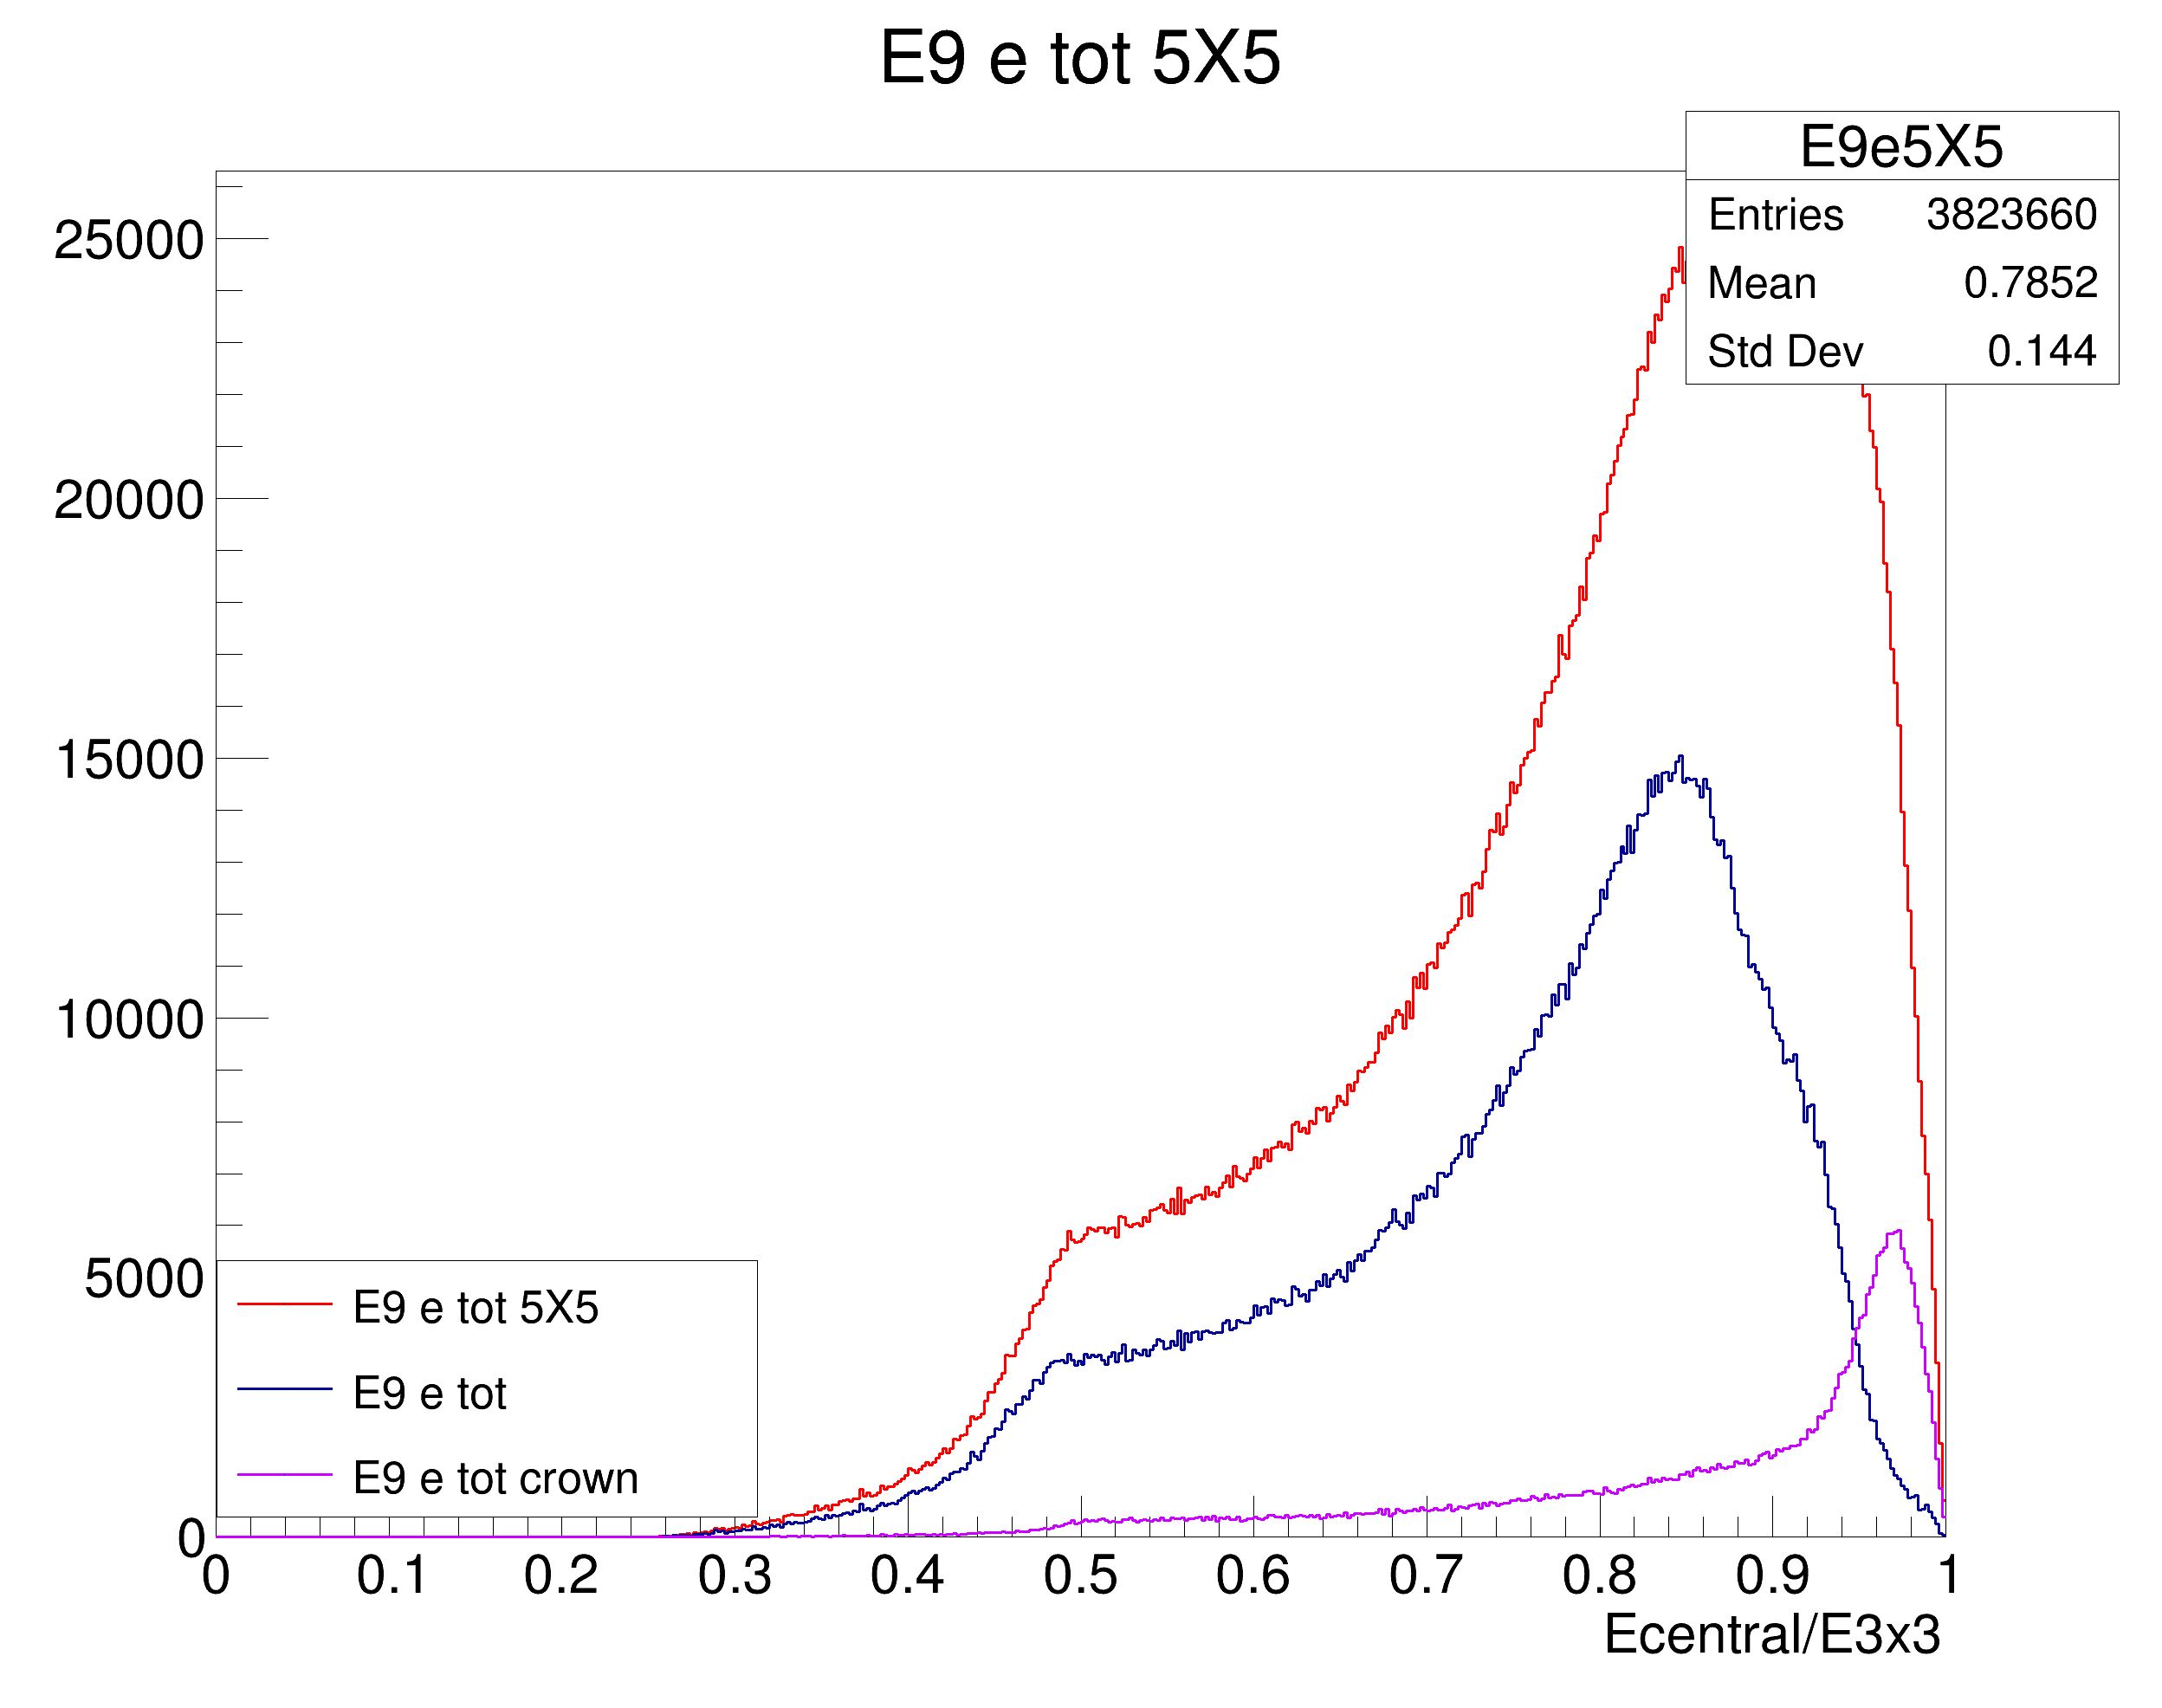 E9 e tot 5X5
E9e5X5
Entries 3823660
Mean 0.7852
Std Dev 0.144
25000
20000
15000
10000
5000
0
E9 e tot 5X5
E9 e tot
E9 e tot crown
0 0.1 0.2 0.3 0.4 0.5 0.6 0.7 0.8 0.9 1
Ecentral/E3x3